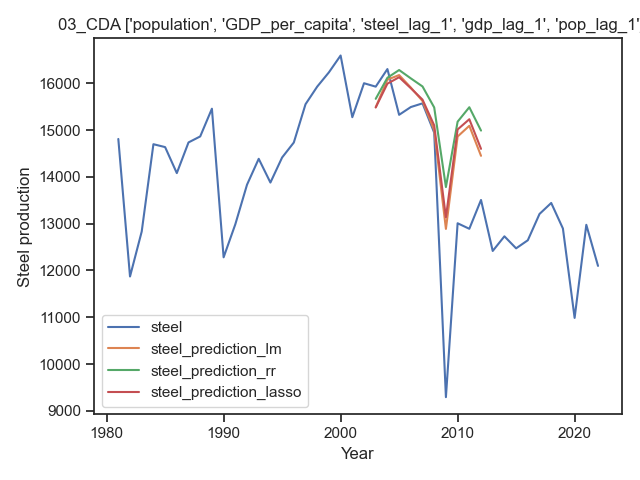 03_CDA ['population', 'GDP_per_capita', 'steel_lag_1', 'gdp_lag_1', 'pop_lag_1'
Steel production
16000
15000
14000
13000
12000
11000
10000
9000
steel
steel_prediction_lm
steel_prediction_rr
steel_prediction_lasso
1980
1990
2000
2010
2020
Year